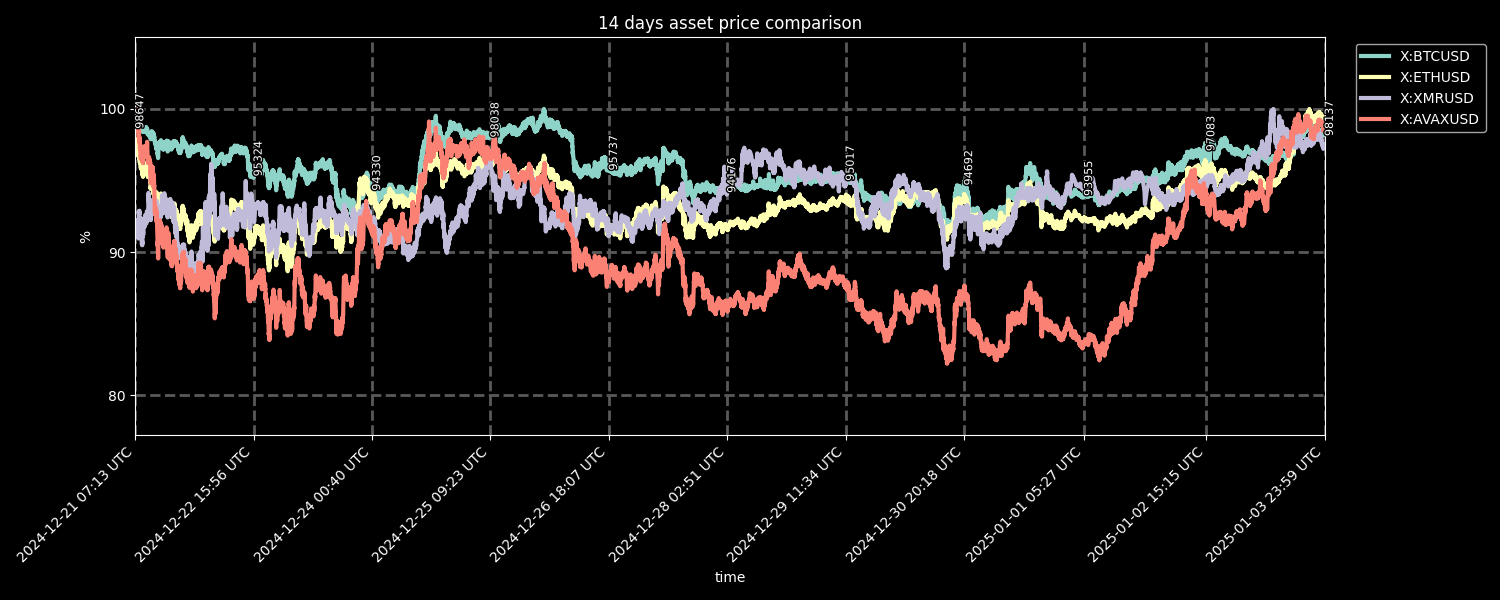 14 days asset price comparison
X:BTCUSD
X:ETHUSD
X:XMRUSD
X:AVAXUSD
100
90
80
%
98647
95324
94330
98038
95737
94176
95017
94692
93955
97083
98137
2024-12-21 07:13 UTC
2024-12-22 15:56 UTC
2024-12-24 00:40 UTC
2024-12-25 09:23 UTC
2024-12-26 18:07 UTC
2024-12-28 02:51 UTC
2024-12-29 11:34 UTC
2024-12-30 20:18 UTC
2025-01-01 05:27 UTC
2025-01-02 15:15 UTC
2025-01-03 23:59 UTC
time